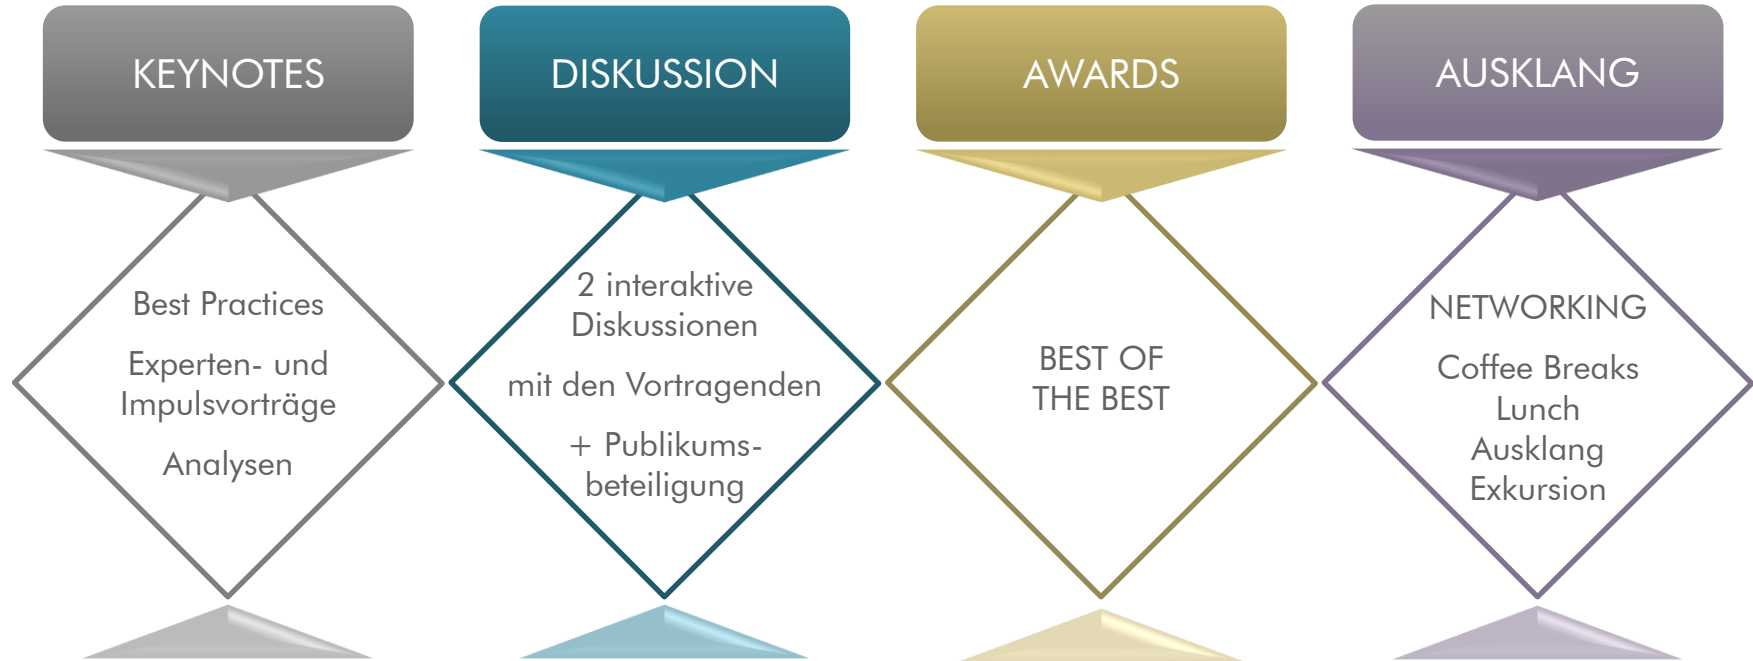 KEYNOTES
Best Practices
Experten- und
Impulsvorträge
Analysen
DISKUSSION
2 interaktive
Diskussionen
mit den Vortragenden
+ Publikums-
beteiligung
AWARDS
BEST OF
THE BEST
AUSKLANG
NETWORKING
Coffee Breaks
Lunch
Ausklang
Exkursion